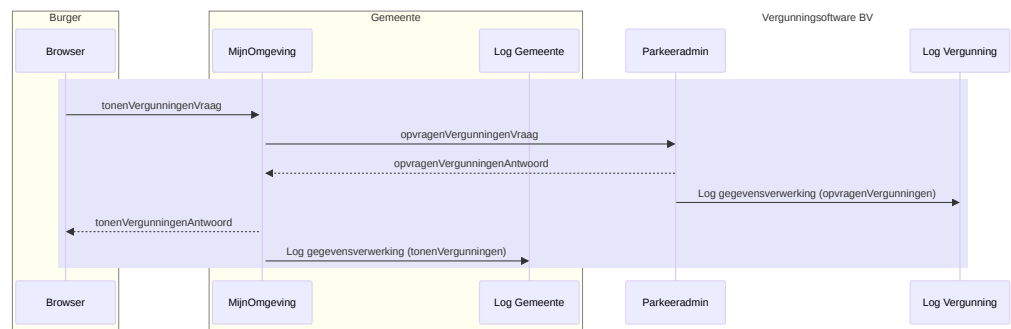 Burger
Gemeente
Vergunningsoftware BV
Browser
MijnOmgeving
Log Gemeente
Parkeeradmin
Log Vergunning
tonenVergunningenVraag
opvragenVergunningenVraag
opvragenVergunningenAntwoord
Log gegevensverwerking (opvragenVergunningen)
tonenVergunningenAntwoord
Log gegevensverwerking (tonenVergunningen)
Browser
MijnOmgeving
Log Gemeente
Parkeeradmin
Log Vergunning